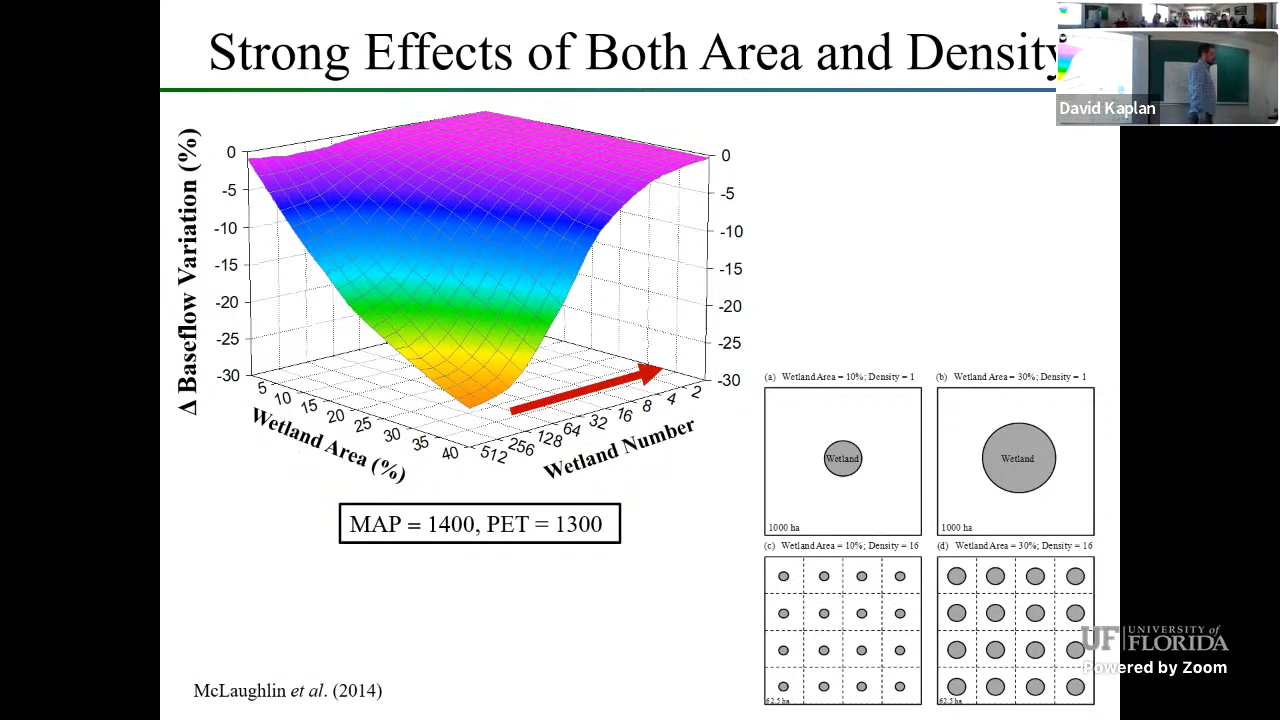 Strong Effects of Both Area and Density
David Kaplan
Δ Baseflow Variation (%)
0
-5
-10
-15
-20
-25
-30
0
-5
-10
-15
-20
-25
-30
5
10
15
20
25
30
35
40
Wetland Area (%)
512
256
128
64
32
16
8
4
2
Wetland Number
MAP = 1400, PET = 1300
(a) Wetland Area = 10%; Density = 1
Wetland
1000 ha
(b) Wetland Area = 30%; Density = 1
Wetland
1000 ha
(c) Wetland Area = 10%; Density = 16
62.5 ha
(d) Wetland Area = 30%; Density = 16
62.5 ha
UF UNIVERSITY of
FLORIDA
Powered by Zoom
McLaughlin et al. (2014)